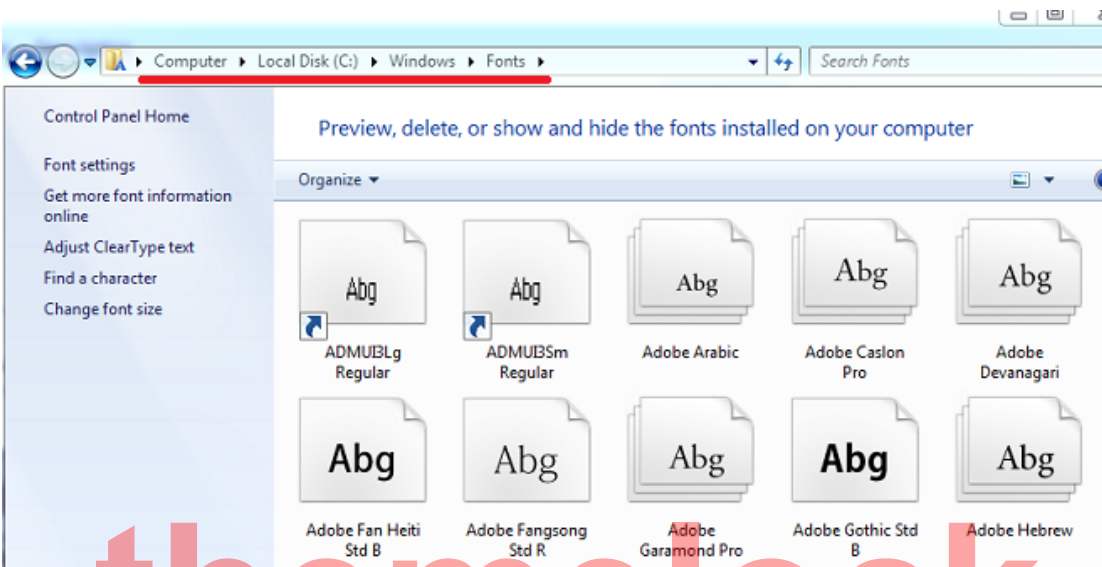 Computer Local Disk (C:) Windows Fonts
Search Fonts
Control Panel Home
Font settings
Get more font information
online
Adjust ClearType text
Find a character
Change font size
Preview, delete, or show and hide the fonts installed on your computer
Organize
Abg Abg Abg Abg Abg
ADMUI3Lg
Regular
ADMUI3Sm
Regular
Adobe Arabic
Adobe Caslon
Pro
Adobe
Devanagari
Abg Abg Abg Abg Abg
Adobe Fan Heiti
Std B
Adobe Fangsong
Std R
Adobe
Garamond Pro
Adobe Gothic Std
B
Adobe Hebrew